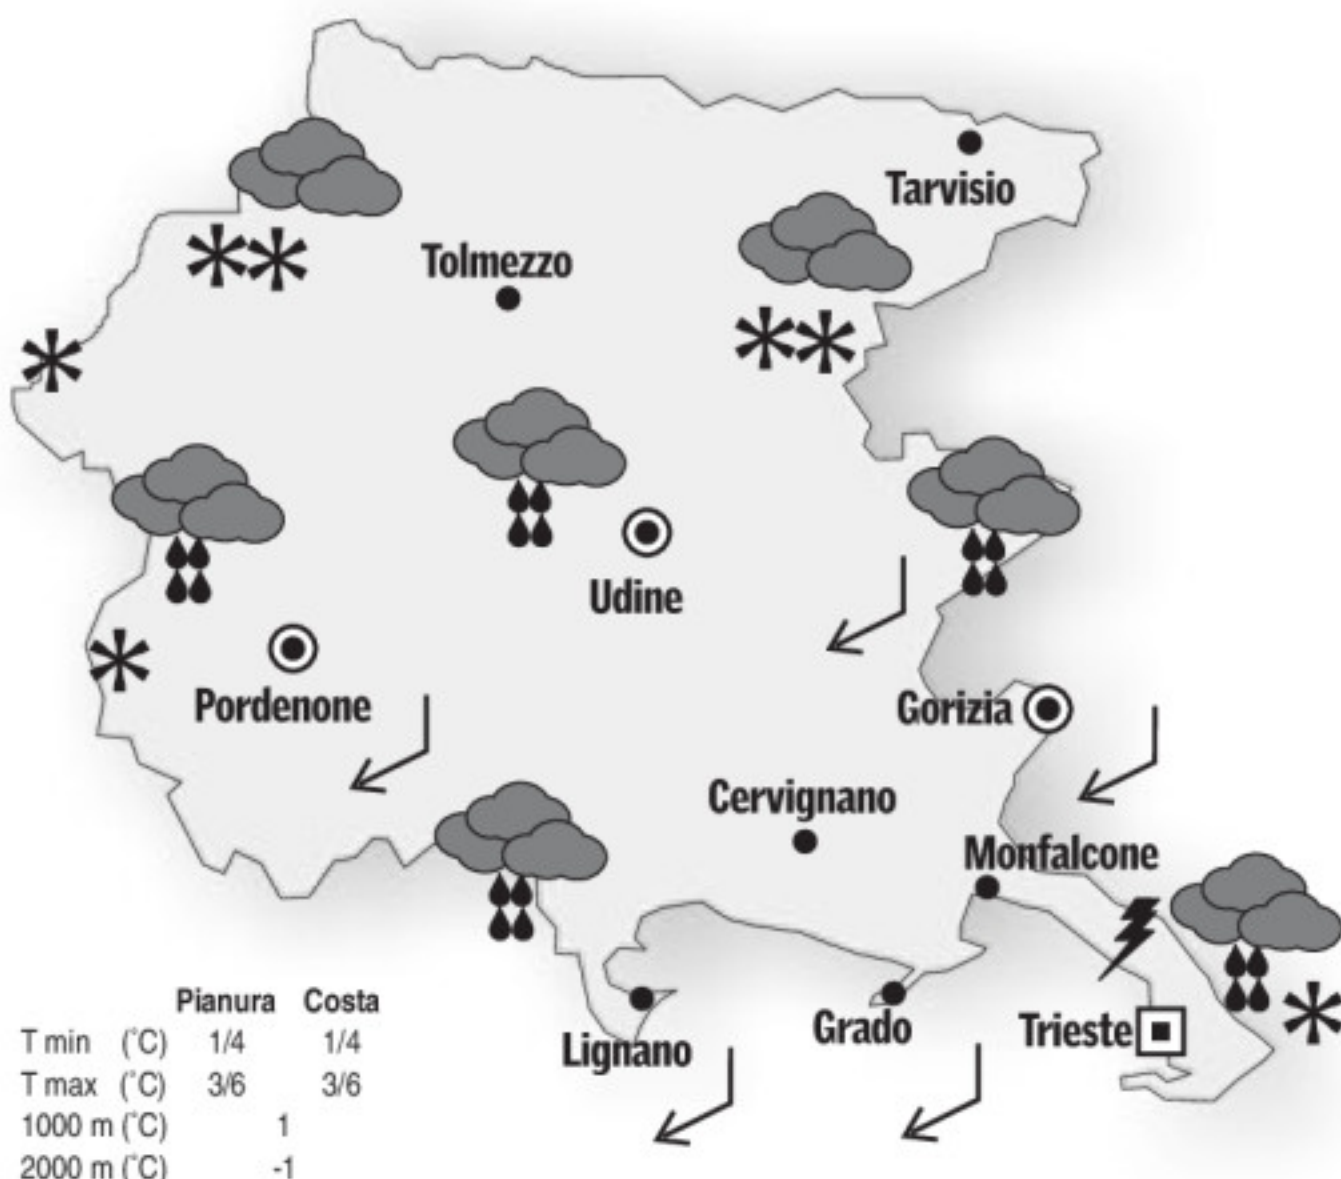 Tarvisio
Tolmezzo
Udine
Pordenone
Gorizia
Cervignano
Monfalcone
Grado
Trieste
Lignano
Pianura Costa
T min (°C) 1/4 1/4
T max (°C) 3/6 3/6
1000 m (°C) 1
2000 m (°C) -1